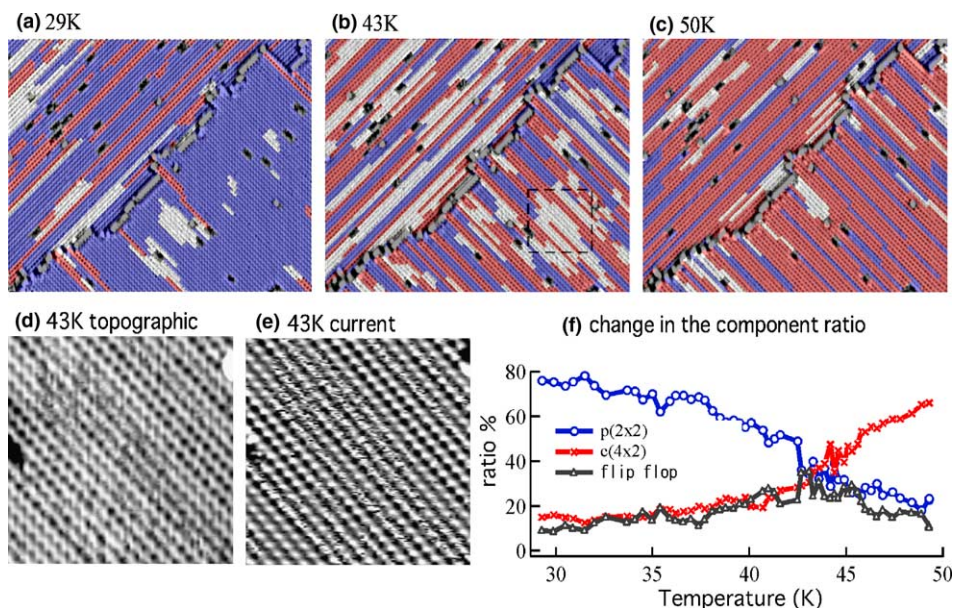 (a) 29K
(b) 43K
(c) 50K
(d) 43K topographic
(e) 43K current
(f) change in the component ratio
80
60
40
20
0
ratio %
p(2x2)
c(4x2)
flip flop
30 35 40 45 50
Temperature (K)